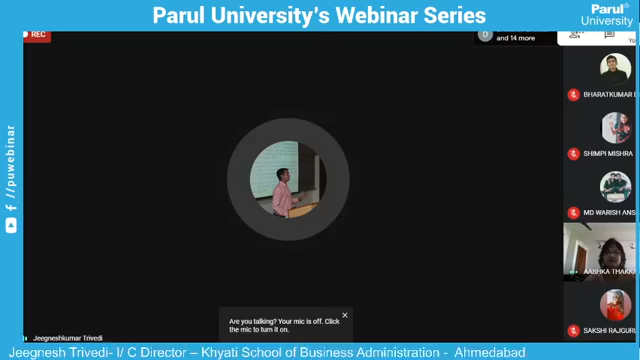 Parul University's Webinar Series
Parul®
University
REC
and 14 more
BHARATKUMAR
SHIMPI MISHRA
MD WARISH ANS
AASHKA THAKKA
SAKSHI RAJGURU
/puwebinar
Are you talking? Your mic is off. Click
the mic to turn it on.
Jeegneshkumar Trivedi
Jeegnesh Trivedi- I/ C Director – Khyati School of Business Administration - Ahmedabad